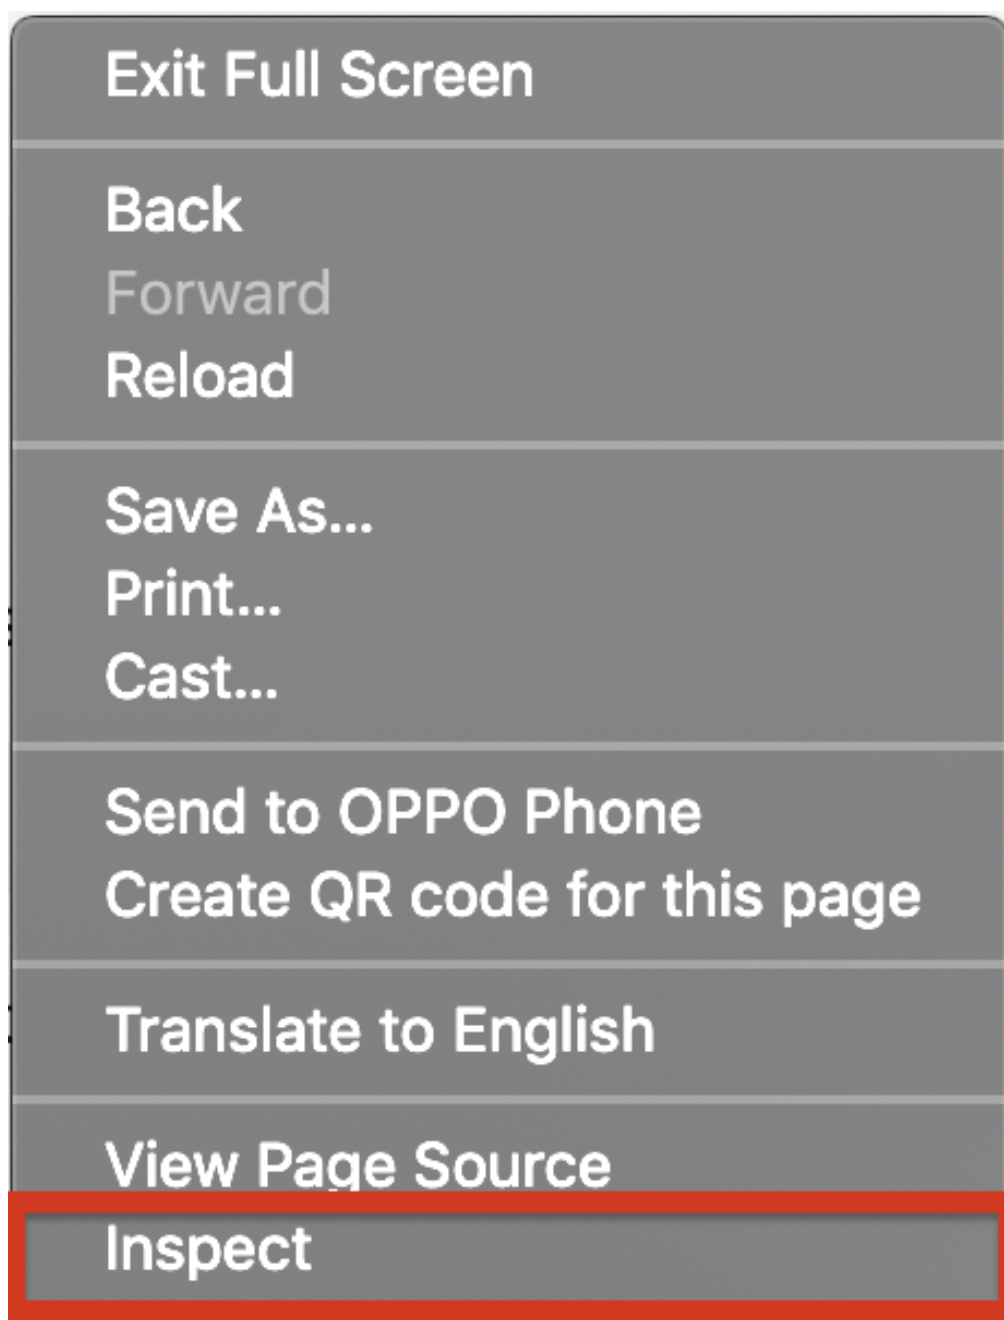 Exit Full Screen
Back
Forward
Reload
Save As...
Print...
Cast...
Send to OPPO Phone
Create QR code for this page
Translate to English
View Page Source
Inspect